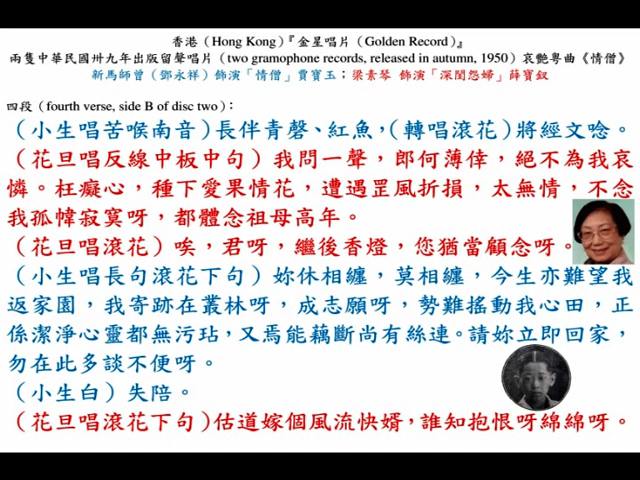 香港（Hong Kong）『金星唱片（Golden Record）』
兩隻中華民國卅九年出版留聲唱片（two gramophone records, released in autumn, 1950）哀艷粵曲《情僧》
新馬師曾（鄧永祥）飾演「情僧」賈寶玉：梁素琴 飾演「深閨怨婦」薛寶釵
四段（fourth verse, side B of disc two）：
（小生唱苦喉南音）長伴青磬、紅魚，（轉唱滾花）將經文唸。
（花旦唱反線中板中句）我問一聲，郎何薄倖，絕不為我哀
憐。枉癡心，種下愛果情花，遭遇罡風折損，太無情，不念
我孤幃寂寞呀，都體念祖母高年。
（花旦唱滾花）唉，君呀，繼後香燈，您猶當顧念呀。
（小生唱長句滾花下句）妳休相纏，莫相纏，今生亦難望我
返家園，我寄跡在叢林呀，成志願呀，勢難搖動我心田，正
係潔淨心靈都無污玷，又焉能藕斷尚有絲連。請妳立即回家，
勿在此多談不便呀。
（小生白）失陪。
（花旦唱滾花下句）估道嫁個風流快婿，誰知抱恨呀綿綿呀。